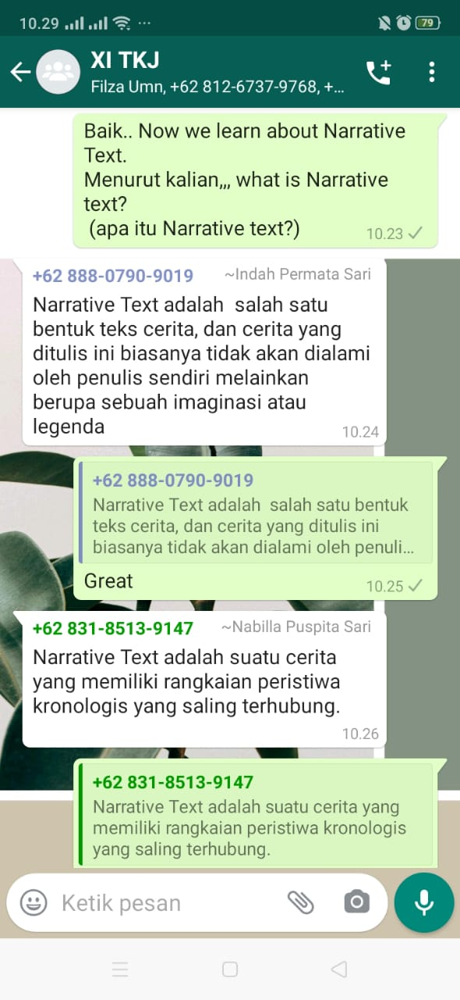 10.29 79
XI TKJ
Filza Umn, +62 812-6737-9768, +...
Baik.. Now we learn about Narrative
Text.
Menurut kalian,,, what is Narrative
text?
(apa itu Narrative text?)
10.23
+62 888-0790-9019 ~Indah Permata Sari
Narrative Text adalah salah satu
bentuk teks cerita, dan cerita yang
ditulis ini biasanya tidak akan dialami
oleh penulis sendiri melainkan
berupa sebuah imaginasi atau
legenda
10.24
+62 888-0790-9019
Narrative Text adalah salah satu bentuk
teks cerita, dan cerita yang ditulis ini
biasanya tidak akan dialami oleh penuli...
Great
10.25
+62 831-8513-9147 ~Nabilla Puspita Sari
Narrative Text adalah suatu cerita
yang memiliki rangkaian peristiwa
kronologis yang saling terhubung.
10.26
+62 831-8513-9147
Narrative Text adalah suatu cerita yang
memiliki rangkaian peristiwa kronologis
yang saling terhubung.
Ketik pesan